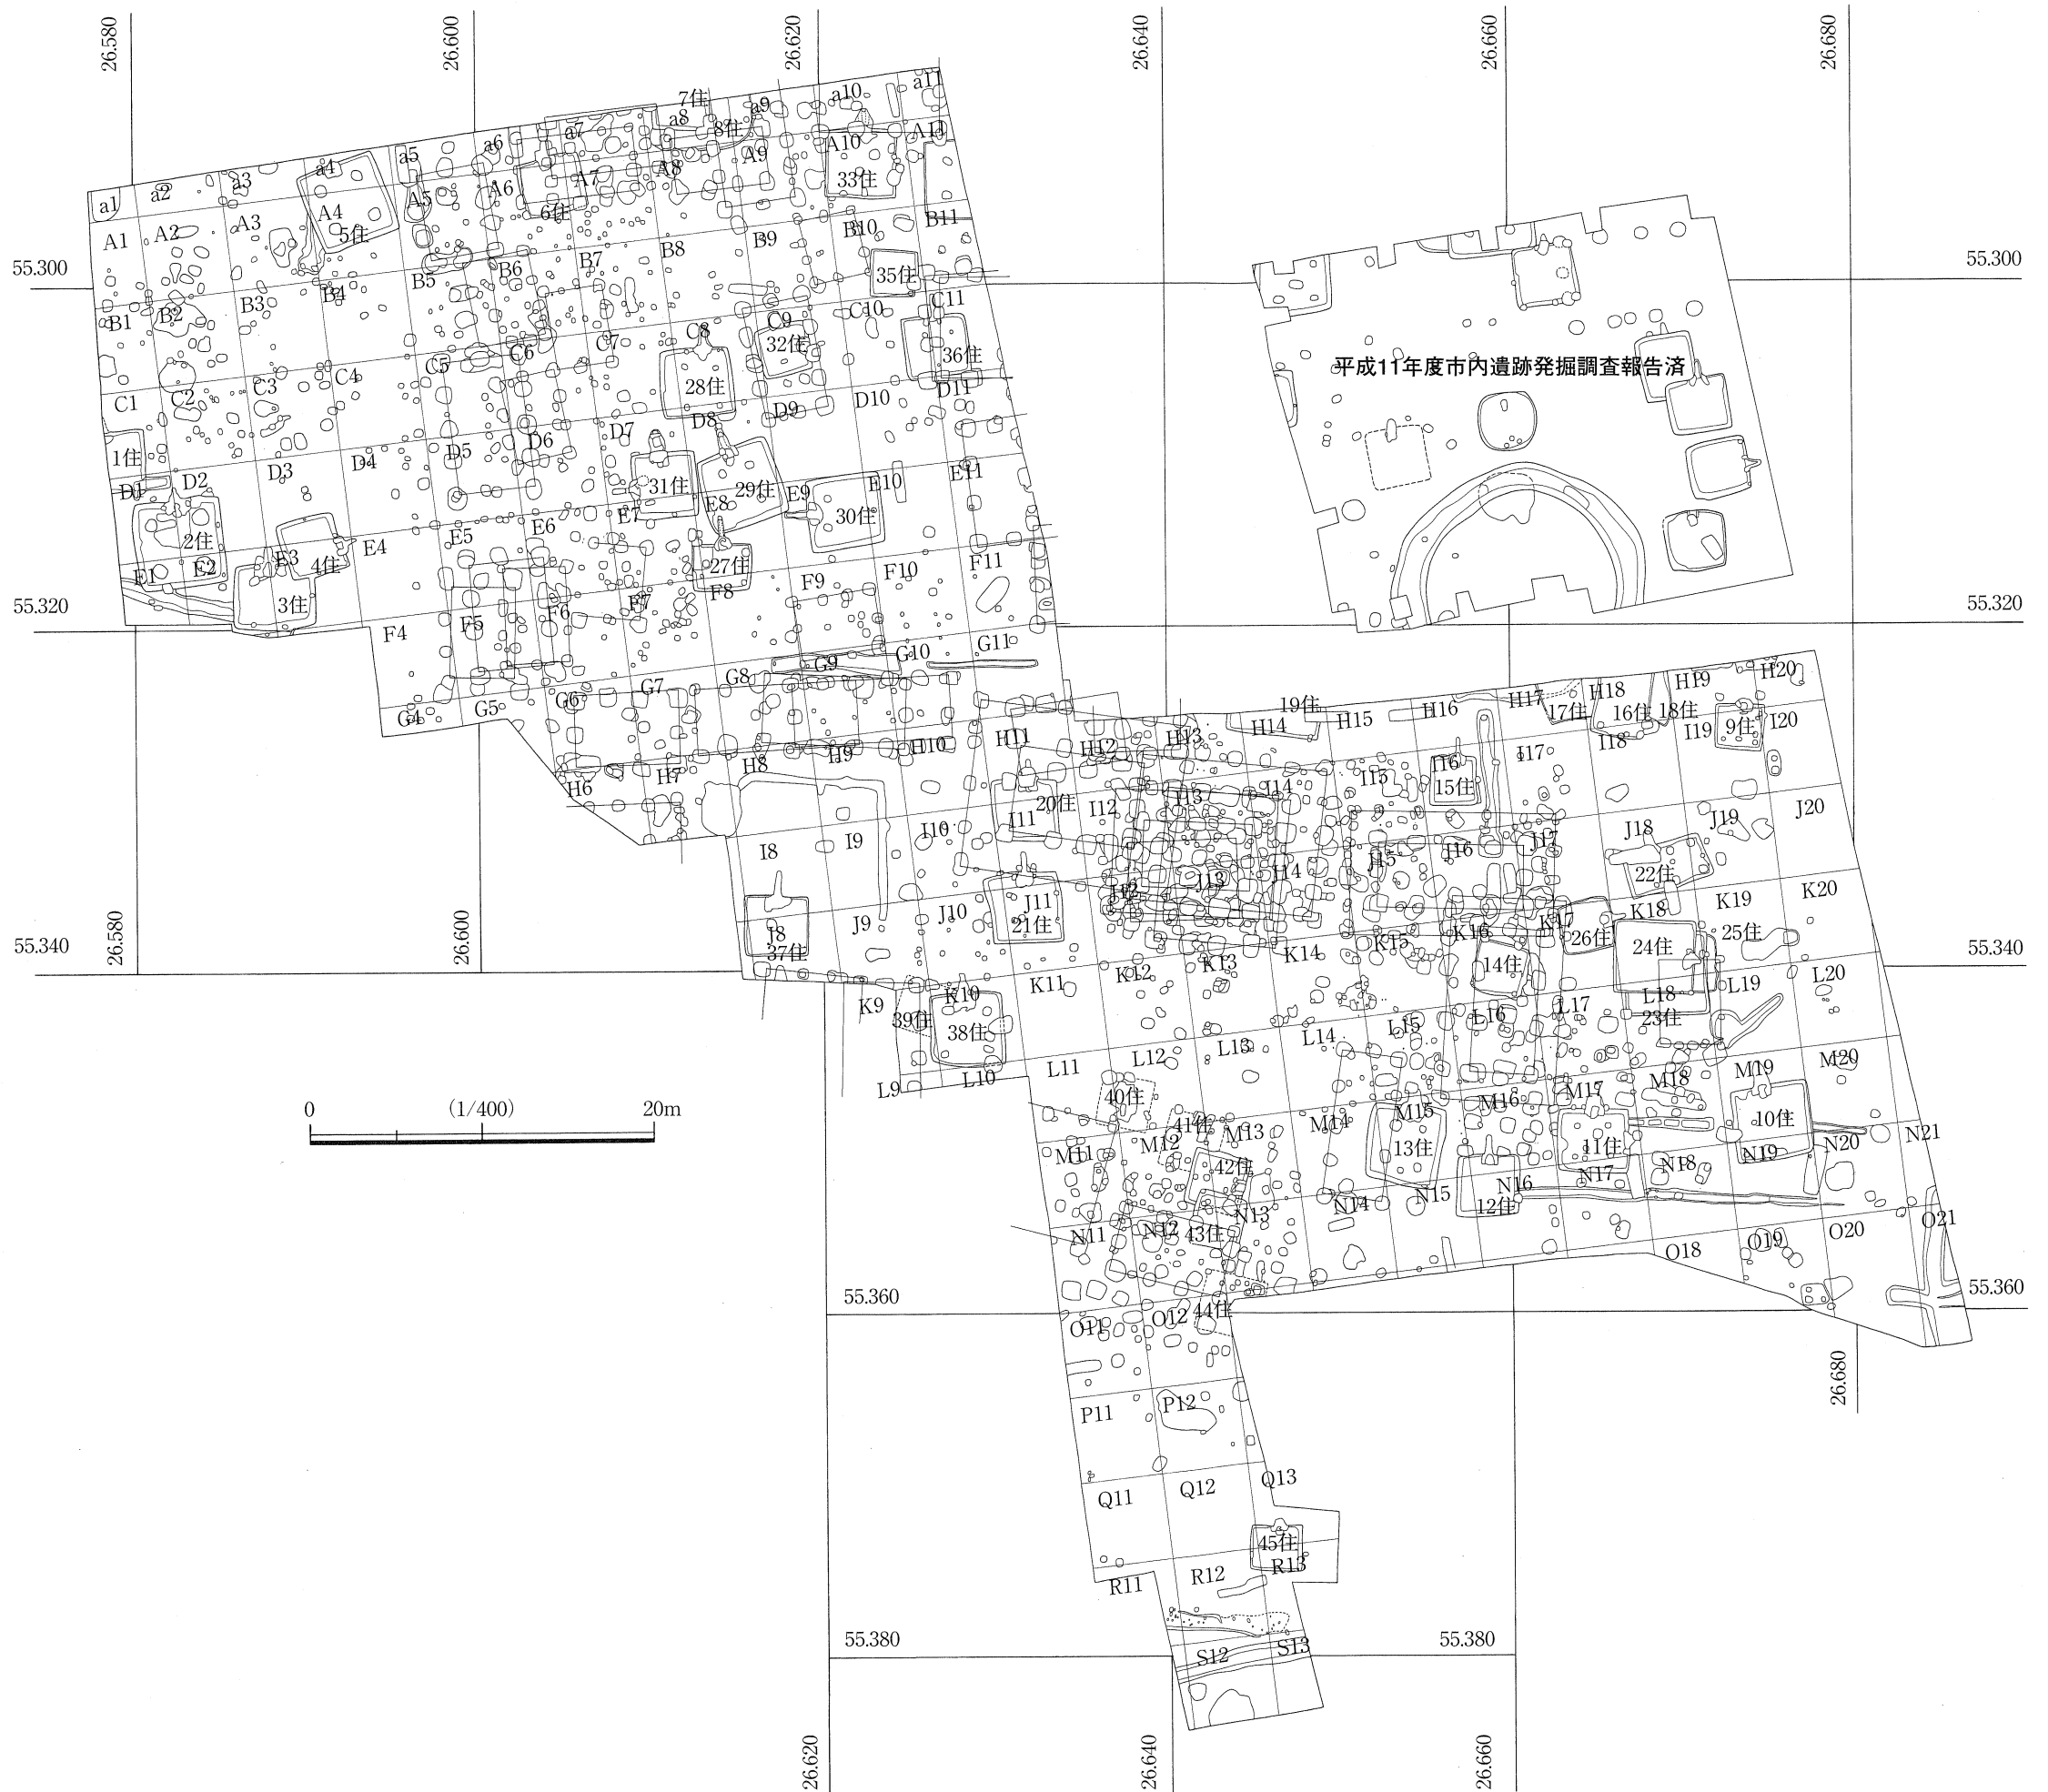 26.580
26.600
26.620
26.640
26.660
26.680
a1 a2 a3 a4 a5 a6 a7 a8 a9 a10 a11
7住 8住
A1 A2 A3 A4 A5 A6 A7 A8 A9 A10 A11
5住 6住 33住
B1 B2 B3 B4 B5 B6 B7 B8 B9 B10 B11
35住
55.300
55.300
C1 C2 C3 C4 C5 C6 C7 C8 C9 C10 C11
28住 32住 36住
平成11年度市内遺跡発掘調査報告済
D1 D2 D3 D4 D5 D6 D7 D8 D9 D10 D11
1住 31住 29住 30住
E1 E2 E3 E4 E5 E6 E7 E8 E9 E10 E11
2住 4住 3住 27住
55.320
55.320
F4 F5 F6 F7 F8 F9 F10 F11
G4 G5 G6 G7 G8 G9 G10 G11
H6 H7 H8 H9 H10 H11 H12 H13 H14 H15 H16 H17 H18 H19 H20
19住 17住 16住 18住 9住
I8 I9 I10 I11 I12 I13 I14 I15 I16 I17 I18 I19 I20
20住 15住
J8 J9 J10 J11 J12 J13 J14 J15 J16 J17 J18 J19 J20
37住 21住 22住
26.580
26.600
55.340
55.340
K9 K10 K11 K12 K13 K14 K15 K16 K17 K18 K19 K20
39住 38住 14住 26住 24住 25住
L9 L10 L11 L12 L13 L14 L15 L16 L17 L18 L19 L20
23住
0 (1/400) 20m
M11 M12 M13 M14 M15 M16 M17 M18 M19 M20
40住 41住 42住 13住 11住 10住
N11 N12 N13 N14 N15 N16 N17 N18 N19 N20 N21
43住 12住
O11 O12 O18 O19 O20 O21
44住
55.360
55.360
26.680
P11 P12
Q11 Q12 Q13
45住
R11 R12 R13
55.380
55.380
S12 S13
26.620
26.640
26.660